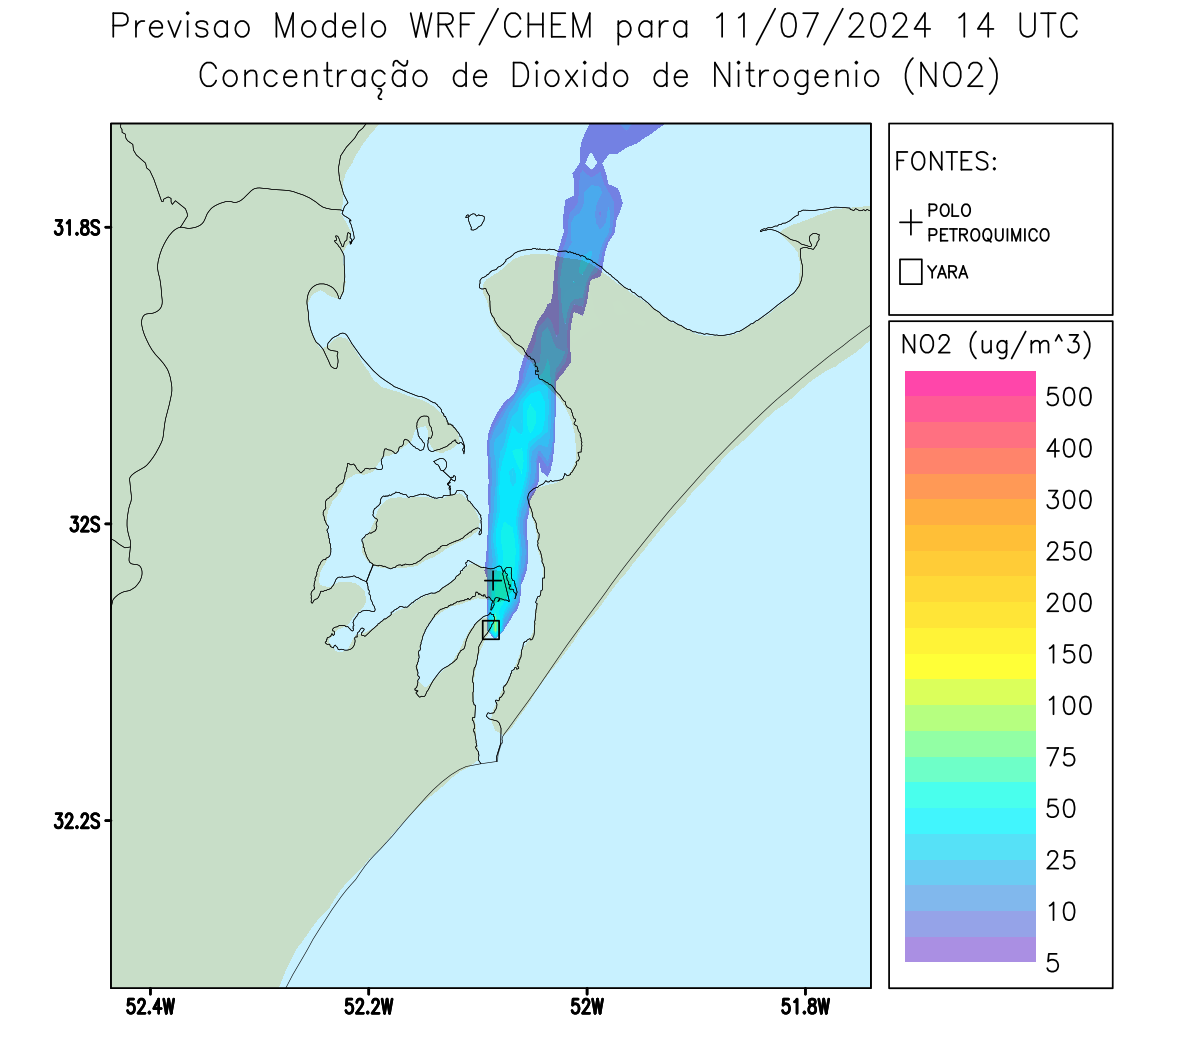 Previsao Modelo WRF/CHEM para 11/07/2024 14 UTC
Concentração de Dioxido de Nitrogenio (NO2)
FONTES:
POLO
PETROQUIMICO
YARA
31.8S
32S
32.2S
52.4W
52.2W
52W
51.8W
NO2 (ug/m^3)
500
400
300
250
200
150
100
75
50
25
10
5